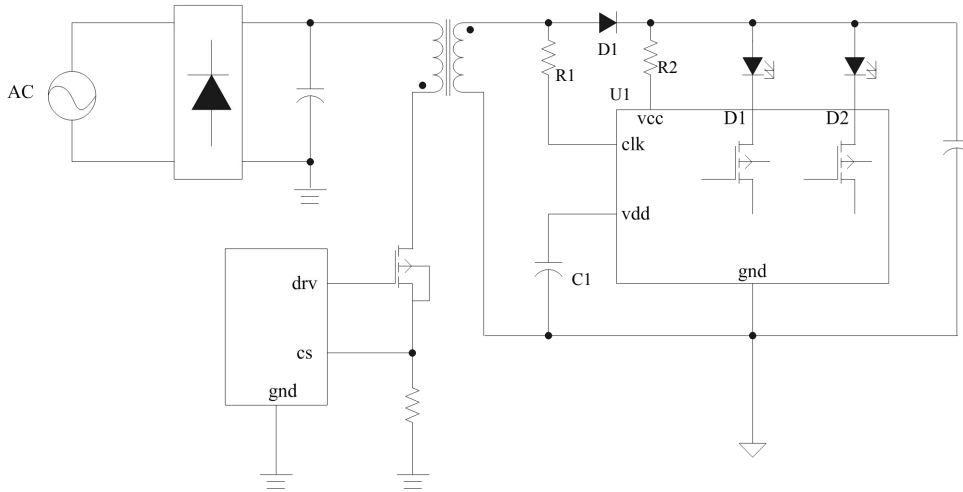 AC
D1
R1
R2
U1
vcc
D1
D2
clk
vdd
C1
gnd
drv
cs
gnd